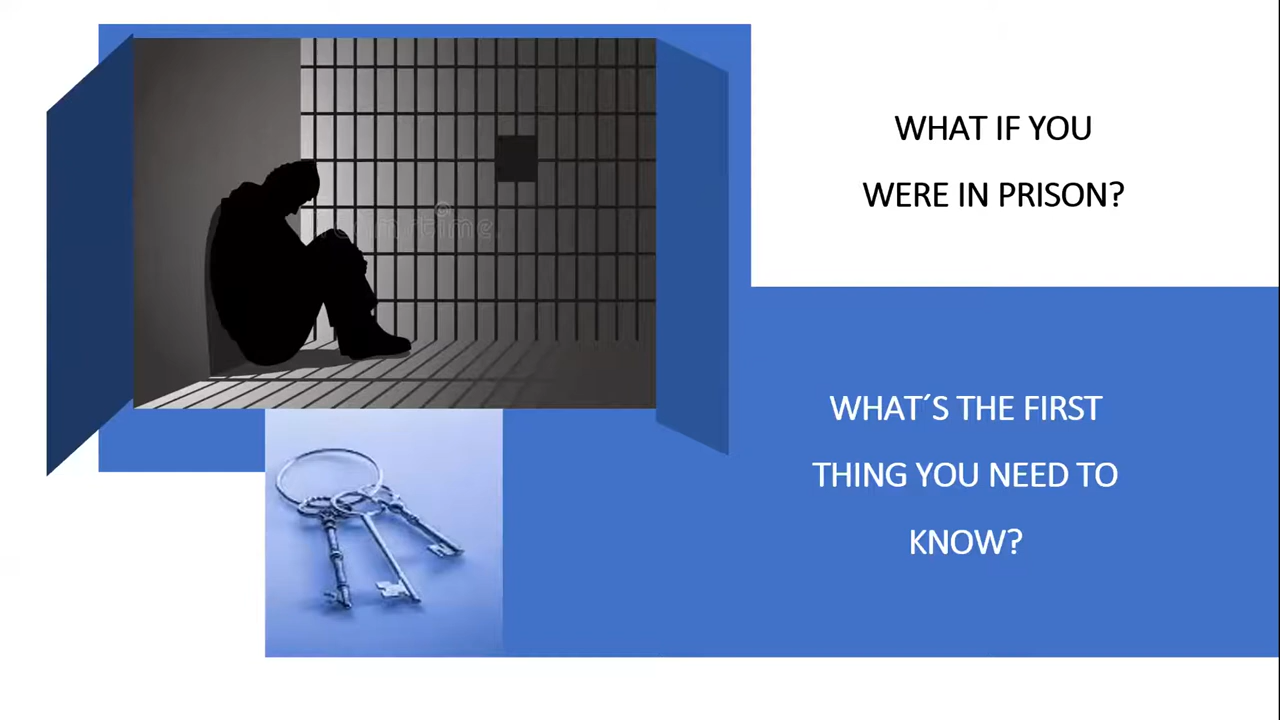 WHAT IF YOU
WERE IN PRISON?
WHAT´S THE FIRST
THING YOU NEED TO
KNOW?